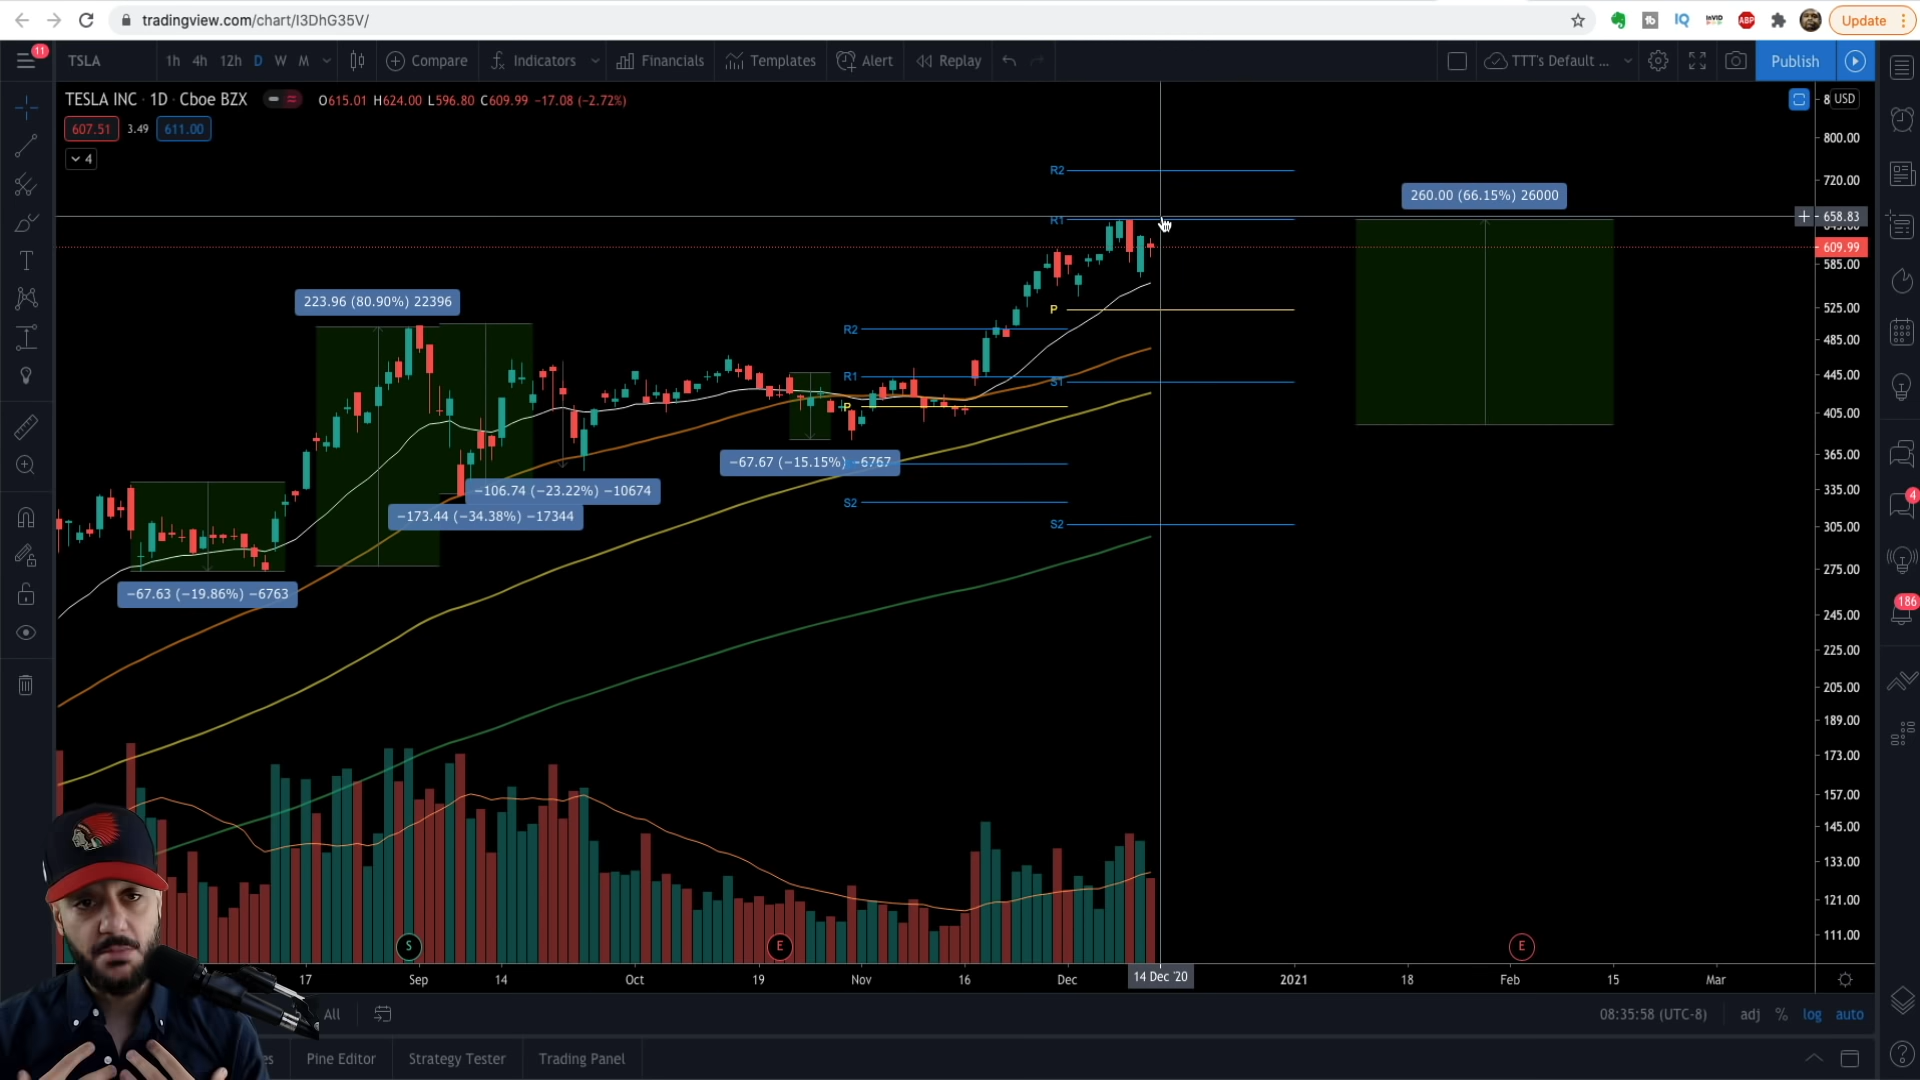 tradingview.com/chart/I3DhG35V/
Update
11
TSLA
1h 4h 12h D W M
Compare
Indicators
Financials
Templates
Alert
Replay
TTT's Default ...
Publish
TESLA INC · 1D · Cboe BZX
O615.01 H624.00 L596.80 C609.99 −17.08 (−2.72%)
607.51 3.49 611.00
4
USD
800.00
720.00
658.83
609.99
585.00
525.00
485.00
445.00
405.00
365.00
335.00
305.00
275.00
245.00
225.00
205.00
189.00
173.00
157.00
145.00
133.00
121.00
111.00
R2
R1
P
S1
S2
R2
R1
P
S2
260.00 (66.15%) 26000
223.96 (80.90%) 22396
−67.67 (−15.15%) −6767
−106.74 (−23.22%) −10674
−173.44 (−34.38%) −17344
−67.63 (−19.86%) −6763
S
E
E
17 Sep 14 Oct 19 Nov 16 Dec 14 Dec '20 2021 18 Feb 15 Mar
All
08:35:58 (UTC-8)
adj % log auto
Pine Editor
Strategy Tester
Trading Panel
4
186
ABP
IQ